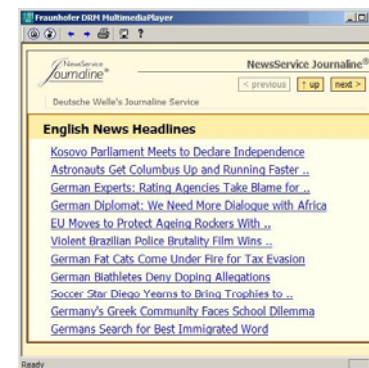 Fraunhofer DRM MultimediaPlayer
?
NewsService
Journaline®
NewsService Journaline®
< previous
↑ up
next >
Deutsche Welle's Journaline Service
English News Headlines
Kosovo Parliament Meets to Declare Independence
Astronauts Get Columbus Up and Running Faster ..
German Experts: Rating Agencies Take Blame for ..
German Diplomat: We Need More Dialogue with Africa
EU Moves to Protect Ageing Rockers With ..
Violent Brazilian Police Brutality Film Wins ..
German Fat Cats Come Under Fire for Tax Evasion
German Biathletes Deny Doping Allegations
Soccer Star Diego Yearns to Bring Trophies to ..
Germany's Greek Community Faces School Dilemma
Germans Search for Best Immigrated Word
Ready